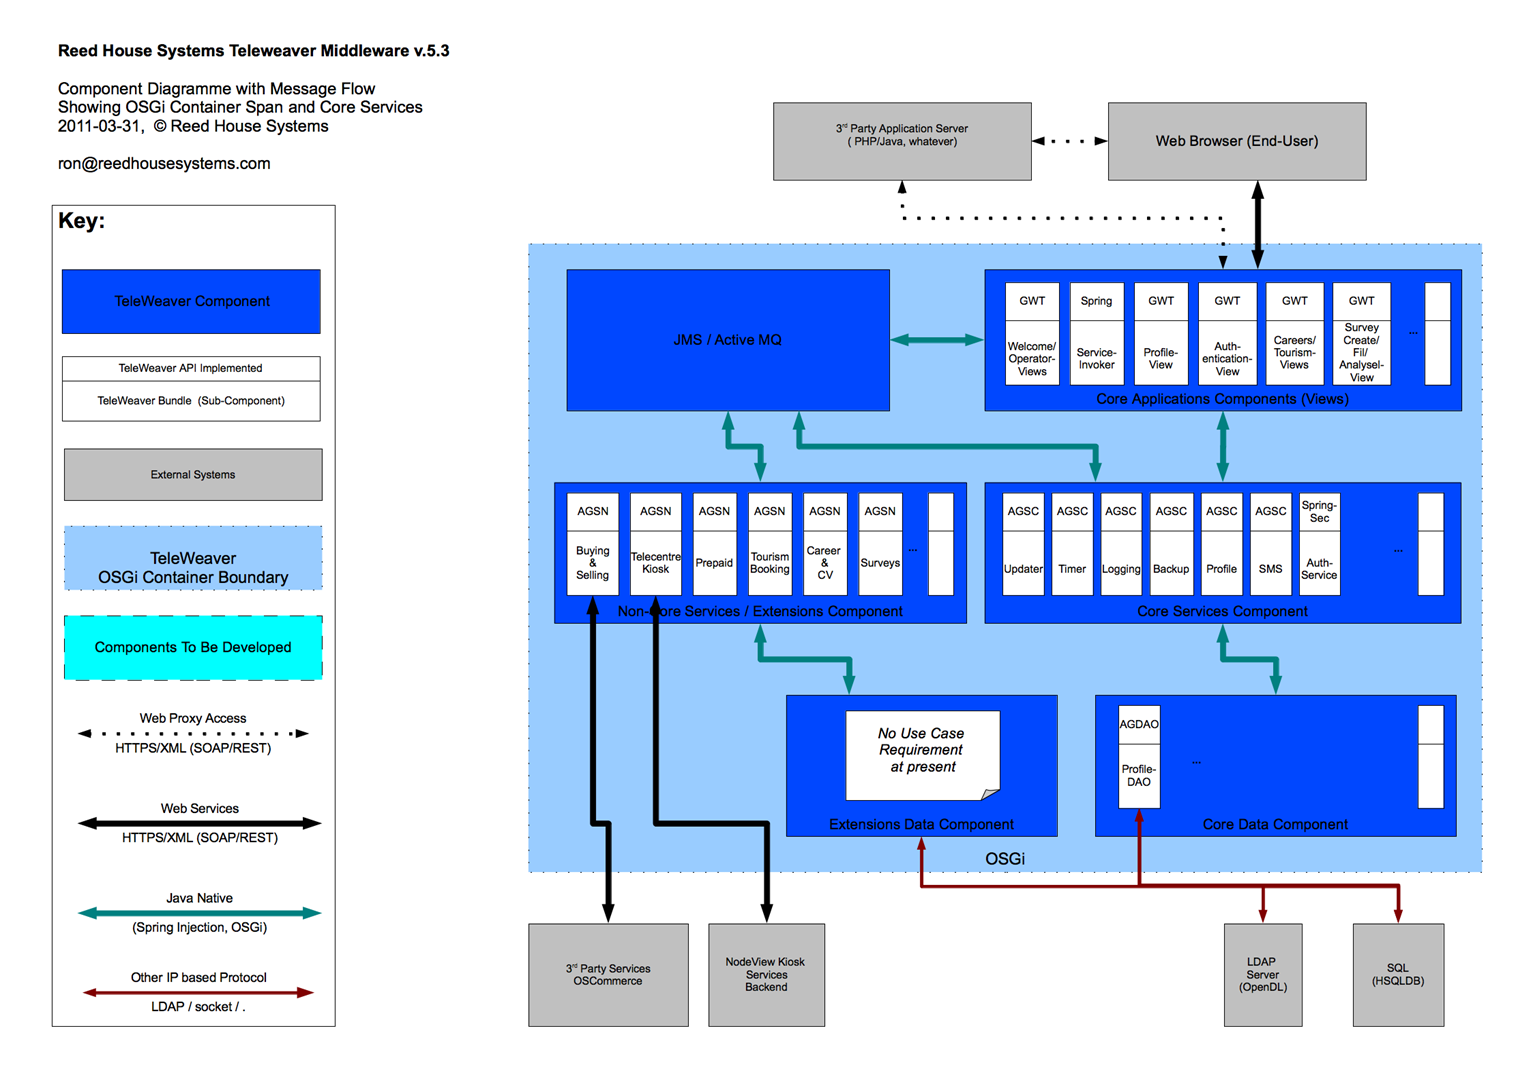 Reed House Systems Teleweaver Middleware v.5.3
Component Diagramme with Message Flow
Showing OSGi Container Span and Core Services
2011-03-31,  © Reed House Systems
ron@reedhousesystems.com
Key:
TeleWeaver Component
TeleWeaver API Implemented
TeleWeaver Bundle  (Sub-Component)
External Systems
TeleWeaver
OSGi Container Boundary
Components To Be Developed
Web Proxy Access
HTTPS/XML (SOAP/REST)
Web Services
HTTPS/XML (SOAP/REST)
Java Native
(Spring Injection, OSGi)
Other IP based Protocol
LDAP / socket / .
3rd Party Application Server
( PHP/Java, whatever)
Web Browser (End-User)
JMS / Active MQ
GWT
Welcome/
Operator-
Views
Spring
Service-
Invoker
GWT
Profile-
View
GWT
Auth-
entication-
View
GWT
Careers/
Tourism-
Views
GWT
Survey
Create/
Fil/
Analysel-
View
...
Core Applications Components (Views)
AGSN
Buying
&
Selling
AGSN
Telecentre
Kiosk
AGSN
Prepaid
AGSN
Tourism
Booking
AGSN
Career
&
CV
AGSN
Surveys
...
Non-Core Services / Extensions Component
AGSC
Updater
AGSC
Timer
AGSC
Logging
AGSC
Backup
AGSC
Profile
AGSC
SMS
Spring-
Sec
Auth-
Service
...
Core Services Component
No Use Case
Requirement
at present
Extensions Data Component
AGDAO
Profile-
DAO
...
Core Data Component
OSGi
3rd Party Services
OSCommerce
NodeView Kiosk
Services
Backend
LDAP
Server
(OpenDL)
SQL
(HSQLDB)